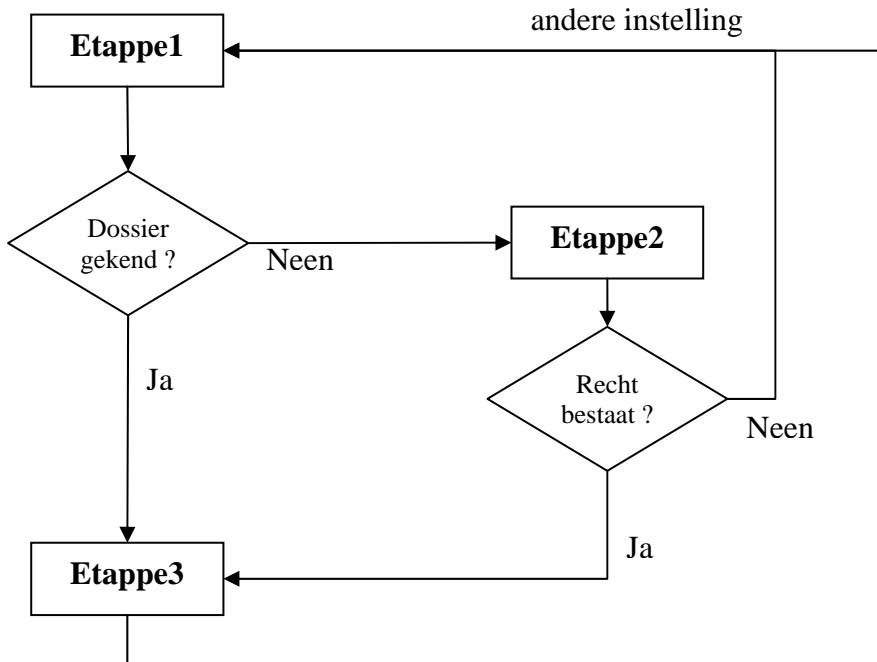 andere instelling
Etappe1
Dossier
gekend ?
Neen
Etappe2
Ja
Recht
bestaat ?
Neen
Ja
Etappe3